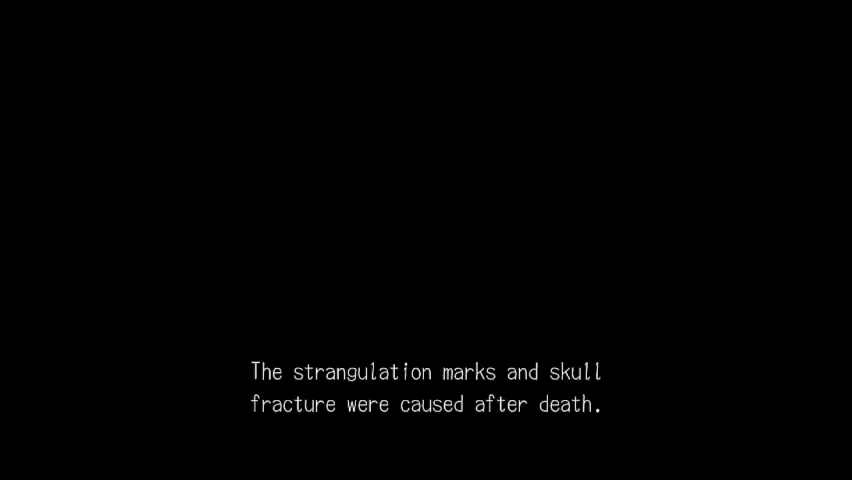 The strangulation marks and skull
fracture were caused after death.